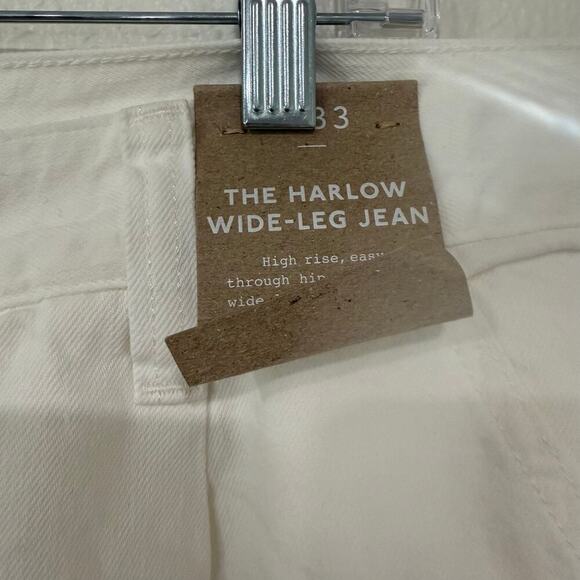 33
THE HARLOW
WIDE-LEG JEAN
High rise, easy
through hip
wide